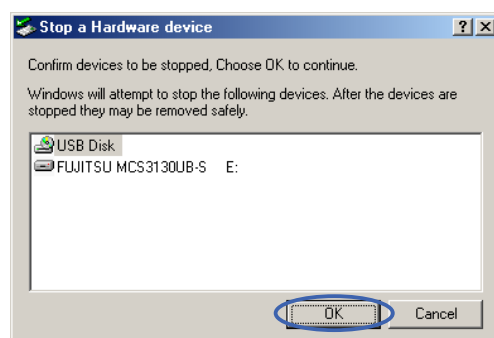 Stop a Hardware device
? X
Confirm devices to be stopped, Choose OK to continue.
Windows will attempt to stop the following devices. After the devices are
stopped they may be removed safely.
USB Disk
FUJITSU MCS3130UB-S E:
OK Cancel